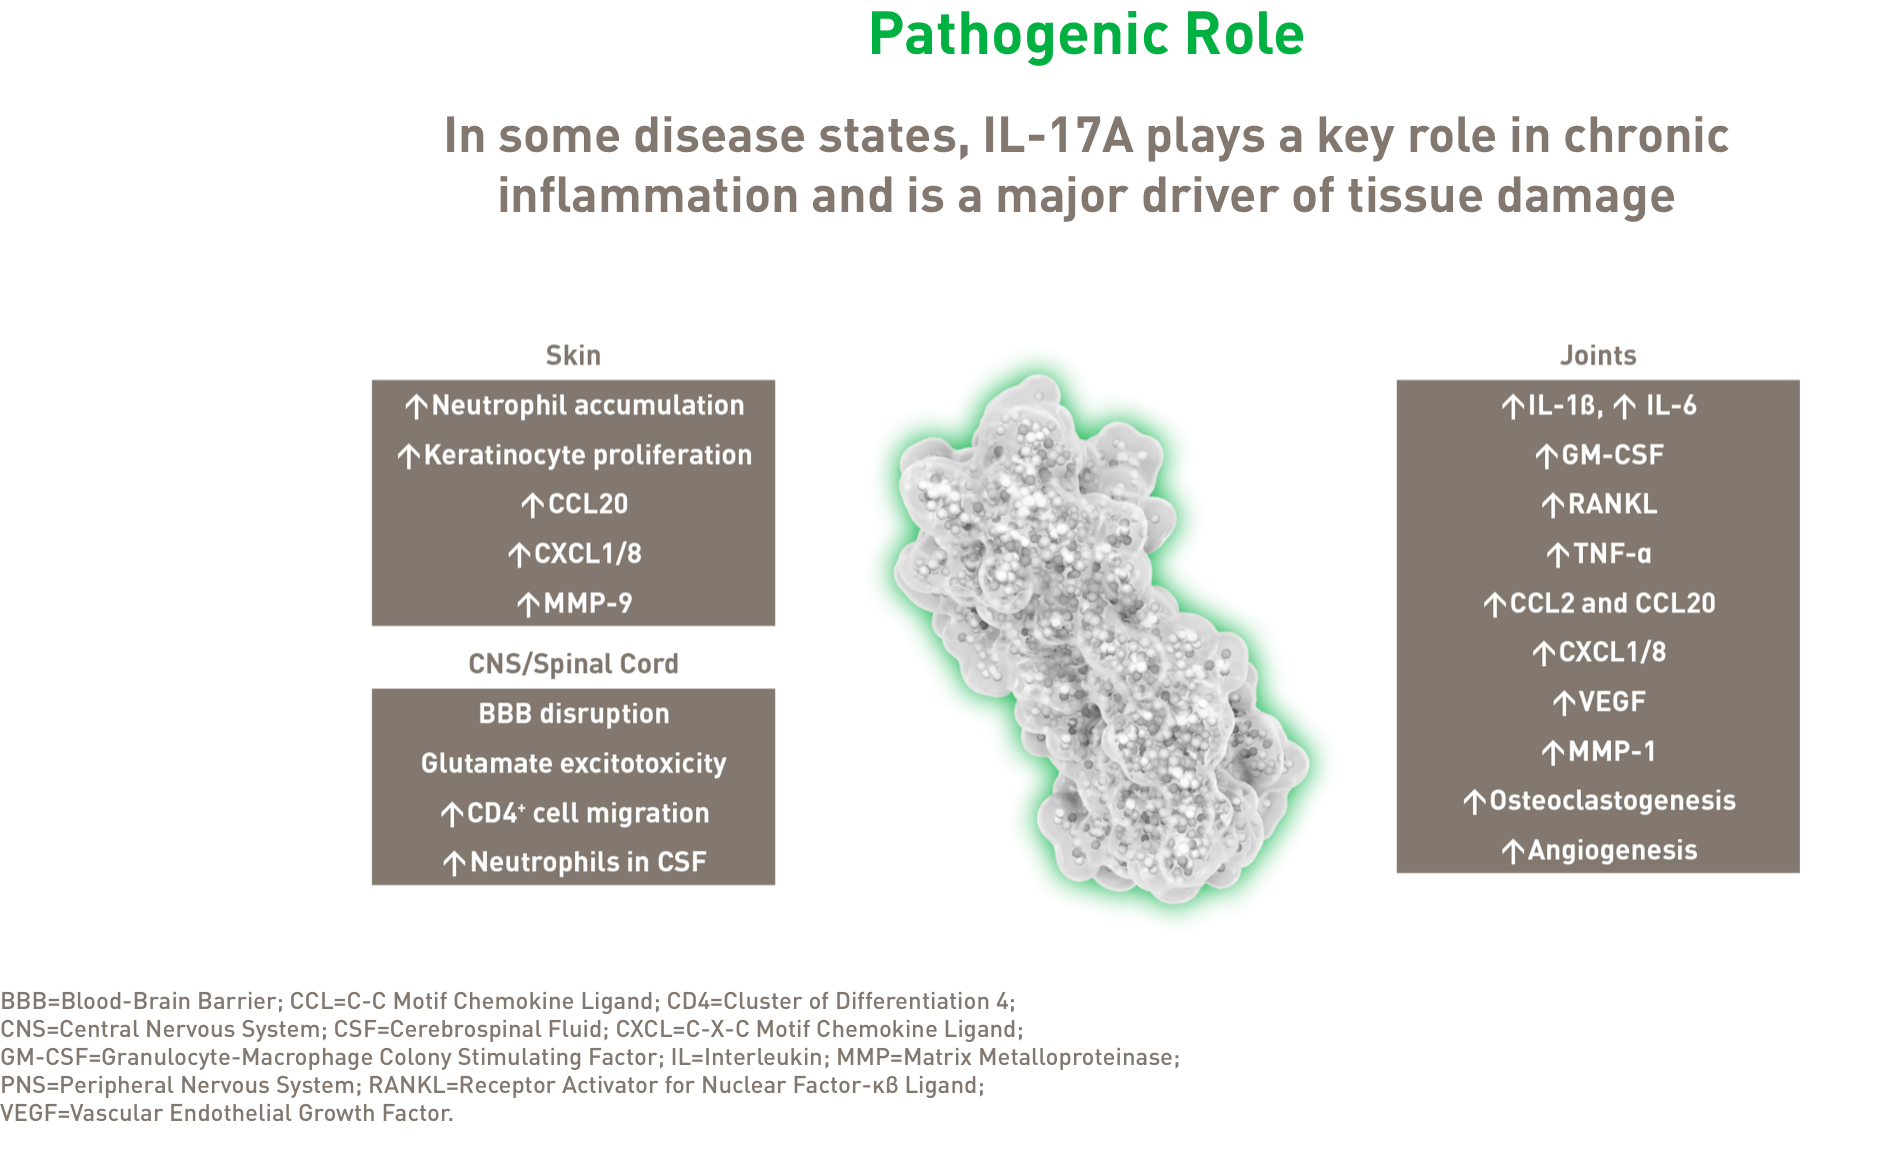 Pathogenic Role
In some disease states, IL-17A plays a key role in chronic
inflammation and is a major driver of tissue damage
Skin
↑Neutrophil accumulation
↑Keratinocyte proliferation
↑CCL20
↑CXCL1/8
↑MMP-9
CNS/Spinal Cord
BBB disruption
Glutamate excitotoxicity
↑CD4⁺ cell migration
↑Neutrophils in CSF
Joints
↑IL-1ß, ↑ IL-6
↑GM-CSF
↑RANKL
↑TNF-α
↑CCL2 and CCL20
↑CXCL1/8
↑VEGF
↑MMP-1
↑Osteoclastogenesis
↑Angiogenesis
BBB=Blood-Brain Barrier; CCL=C-C Motif Chemokine Ligand; CD4=Cluster of Differentiation 4;
CNS=Central Nervous System; CSF=Cerebrospinal Fluid; CXCL=C-X-C Motif Chemokine Ligand;
GM-CSF=Granulocyte-Macrophage Colony Stimulating Factor; IL=Interleukin; MMP=Matrix Metalloproteinase;
PNS=Peripheral Nervous System; RANKL=Receptor Activator for Nuclear Factor-κß Ligand;
VEGF=Vascular Endothelial Growth Factor.